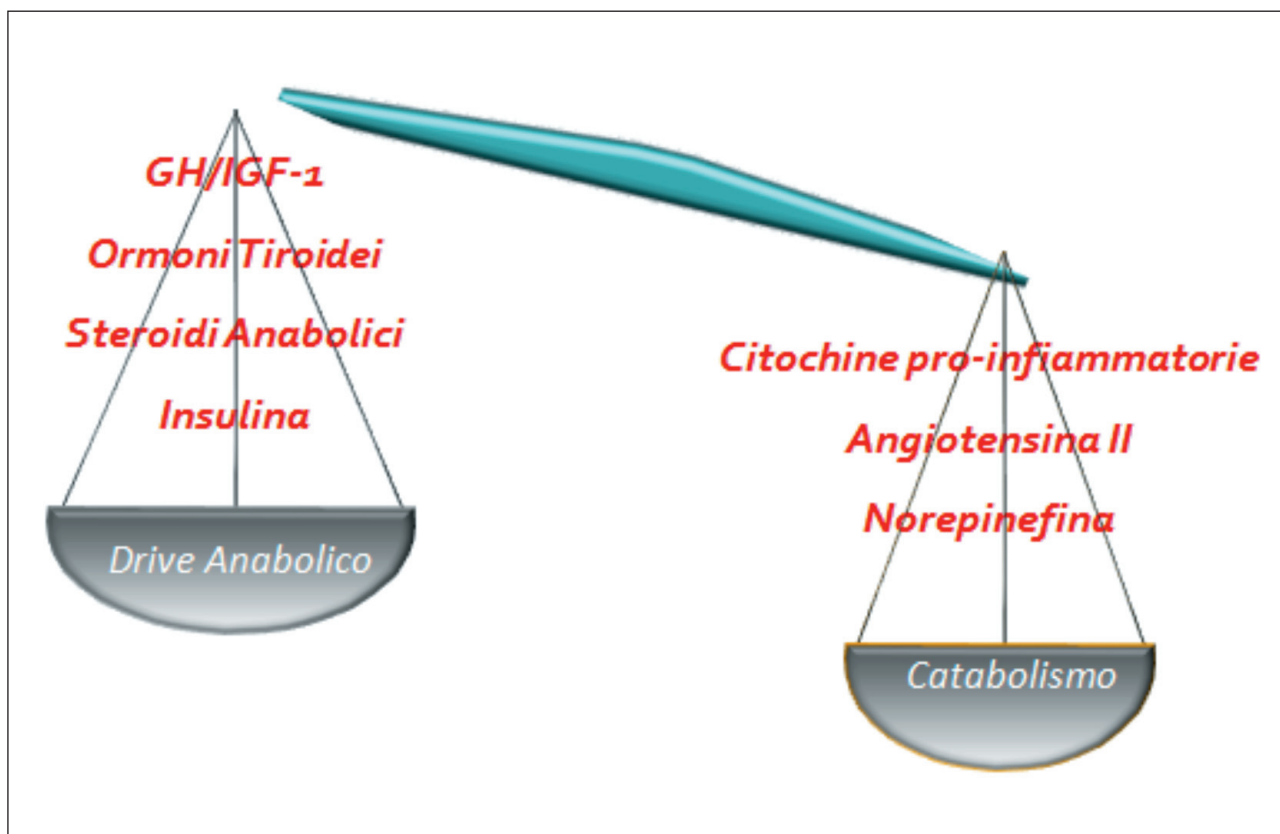 GH/IGF-1
Ormoni Tiroidei
Steroidi Anabolici
Insulina
Drive Anabolico
Citochine pro-infiammatorie
Angiotensina II
Norepinefina
Catabolismo